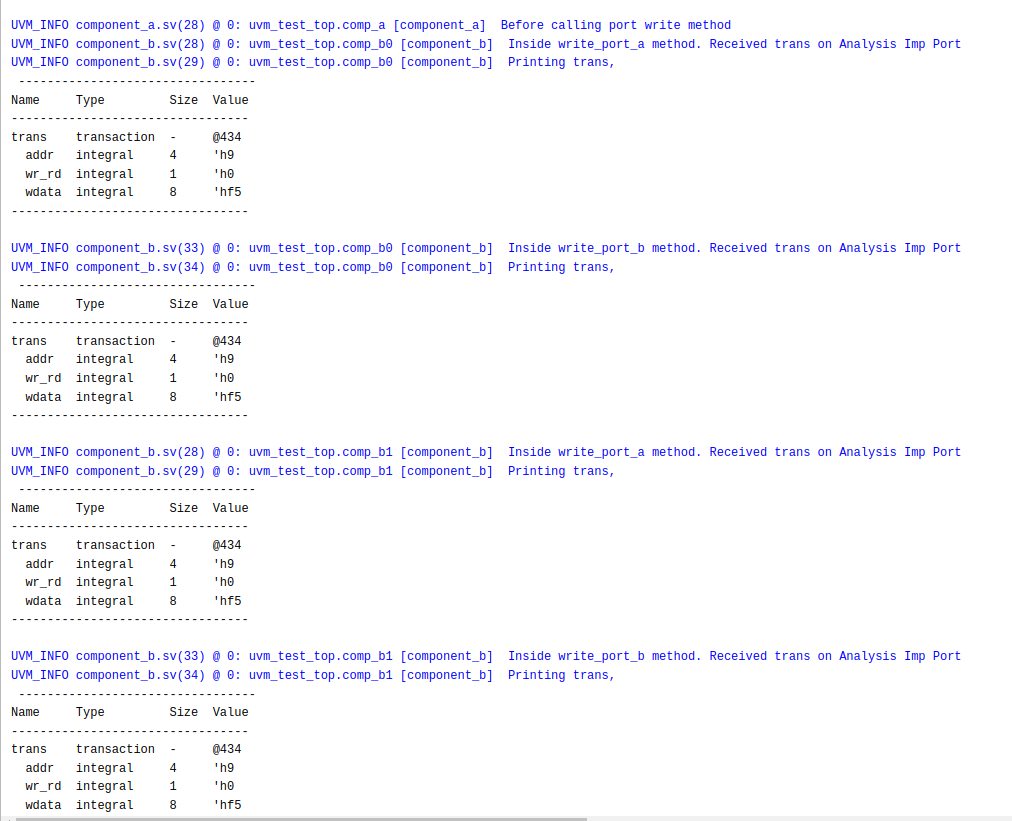 UVM_INFO component_a.sv(28) @ 0: uvm_test_top.comp_a [component_a]  Before calling port write method
UVM_INFO component_b.sv(28) @ 0: uvm_test_top.comp_b0 [component_b]  Inside write_port_a method. Received trans on Analysis Imp Port
UVM_INFO component_b.sv(29) @ 0: uvm_test_top.comp_b0 [component_b]  Printing trans,
 ---------------------------------
Name     Type         Size  Value
---------------------------------
trans    transaction  -     @434
  addr   integral     4     'h9
  wr_rd  integral     1     'h0
  wdata  integral     8     'hf5
---------------------------------

UVM_INFO component_b.sv(33) @ 0: uvm_test_top.comp_b0 [component_b]  Inside write_port_b method. Received trans on Analysis Imp Port
UVM_INFO component_b.sv(34) @ 0: uvm_test_top.comp_b0 [component_b]  Printing trans,
 ---------------------------------
Name     Type         Size  Value
---------------------------------
trans    transaction  -     @434
  addr   integral     4     'h9
  wr_rd  integral     1     'h0
  wdata  integral     8     'hf5
---------------------------------

UVM_INFO component_b.sv(28) @ 0: uvm_test_top.comp_b1 [component_b]  Inside write_port_a method. Received trans on Analysis Imp Port
UVM_INFO component_b.sv(29) @ 0: uvm_test_top.comp_b1 [component_b]  Printing trans,
 ---------------------------------
Name     Type         Size  Value
---------------------------------
trans    transaction  -     @434
  addr   integral     4     'h9
  wr_rd  integral     1     'h0
  wdata  integral     8     'hf5
---------------------------------

UVM_INFO component_b.sv(33) @ 0: uvm_test_top.comp_b1 [component_b]  Inside write_port_b method. Received trans on Analysis Imp Port
UVM_INFO component_b.sv(34) @ 0: uvm_test_top.comp_b1 [component_b]  Printing trans,
 ---------------------------------
Name     Type         Size  Value
---------------------------------
trans    transaction  -     @434
  addr   integral     4     'h9
  wr_rd  integral     1     'h0
  wdata  integral     8     'hf5